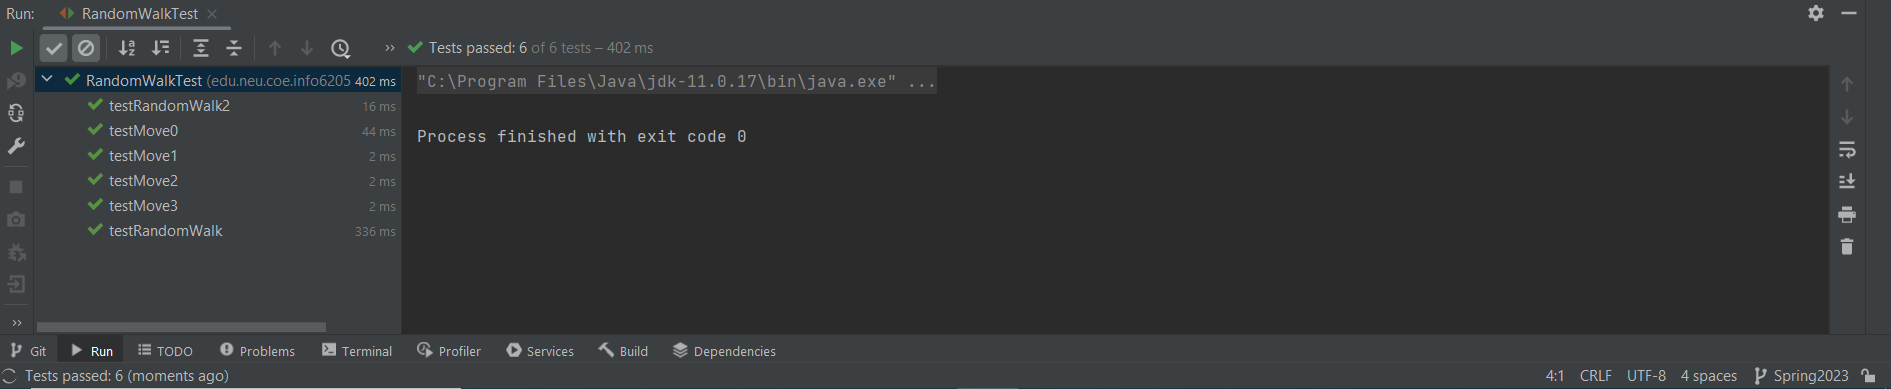 Run: RandomWalkTest
Tests passed: 6 of 6 tests – 402 ms
RandomWalkTest (edu.neu.coe.info6205 402 ms
testRandomWalk2 16 ms
testMove0 44 ms
testMove1 2 ms
testMove2 2 ms
testMove3 2 ms
testRandomWalk 336 ms
"C:\Program Files\Java\jdk-11.0.17\bin\java.exe" ...
Process finished with exit code 0
Git Run TODO Problems Terminal Profiler Services Build Dependencies
Tests passed: 6 (moments ago) 4:1 CRLF UTF-8 4 spaces Spring2023